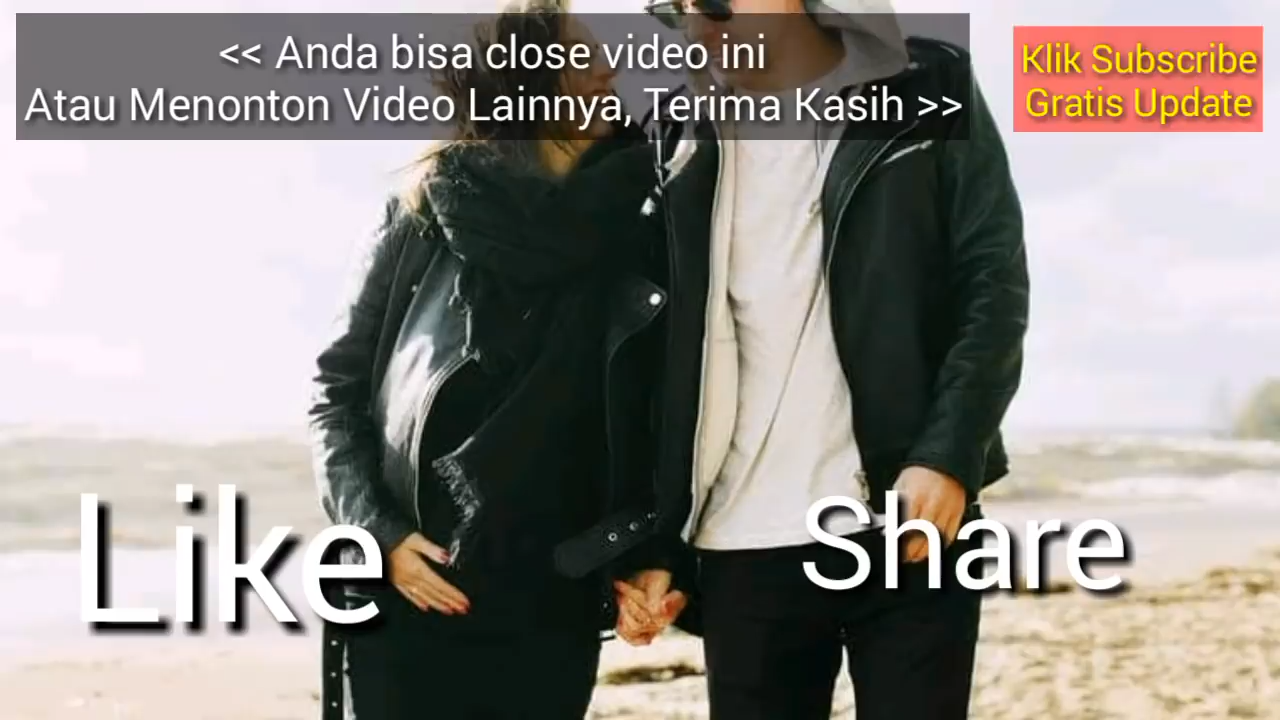 << Anda bisa close video ini
Atau Menonton Video Lainnya, Terima Kasih >>
Klik Subscribe
Gratis Update
Like
Share